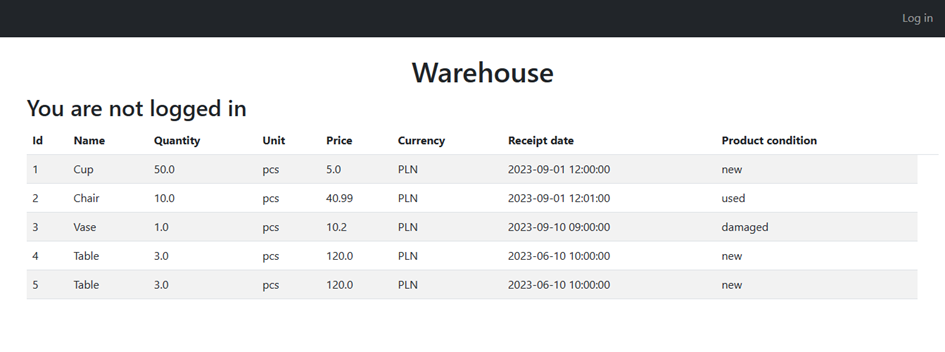 Log in
Warehouse
You are not logged in
Id Name Quantity Unit Price Currency Receipt date Product condition
1 Cup 50.0 pcs 5.0 PLN 2023-09-01 12:00:00 new
2 Chair 10.0 pcs 40.99 PLN 2023-09-01 12:01:00 used
3 Vase 1.0 pcs 10.2 PLN 2023-09-10 09:00:00 damaged
4 Table 3.0 pcs 120.0 PLN 2023-06-10 10:00:00 new
5 Table 3.0 pcs 120.0 PLN 2023-06-10 10:00:00 new